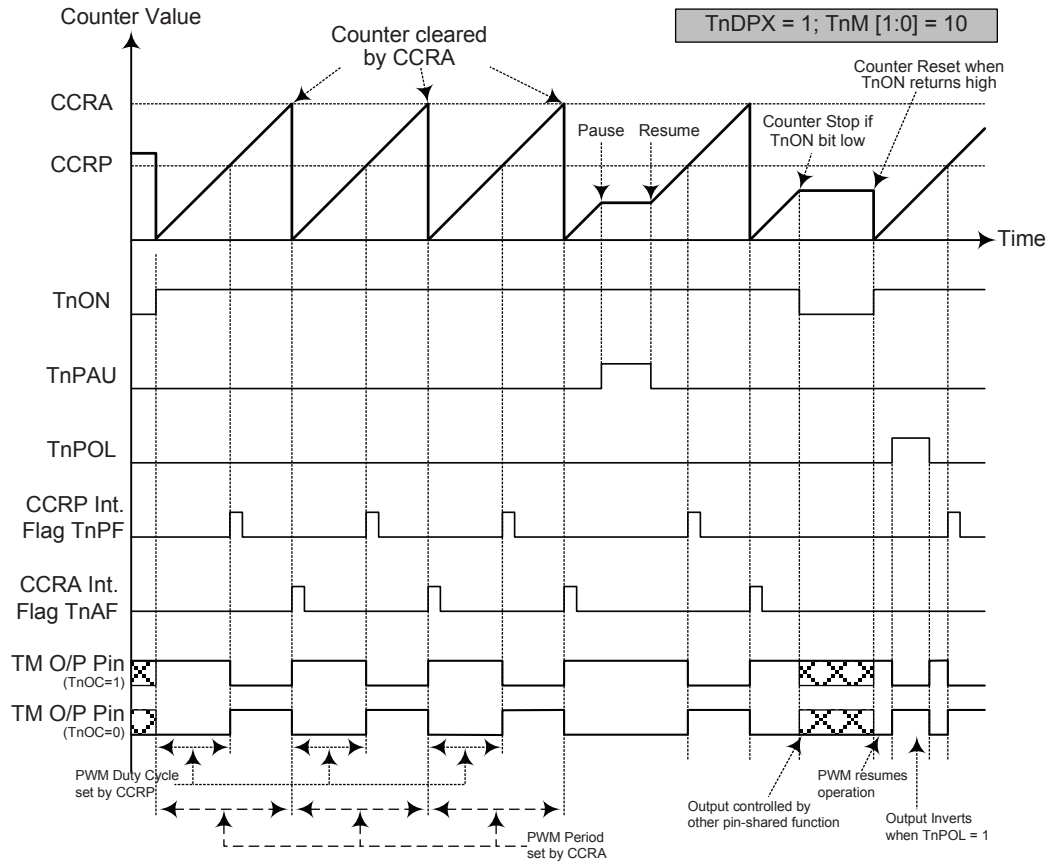 Counter Value
TnDPX = 1; TnM [1:0] = 10
Counter cleared
by CCRA
Counter Reset when
TnON returns high
CCRA
Counter Stop if
TnON bit low
Pause
Resume
CCRP
Time
TnON
TnPAU
TnPOL
CCRP Int.
Flag TnPF
CCRA Int.
Flag TnAF
TM O/P Pin
(TnOC=1)
TM O/P Pin
(TnOC=0)
PWM Duty Cycle
set by CCRP
PWM resumes
operation
Output controlled by
other pin-shared function
Output Inverts
when TnPOL = 1
PWM Period
set by CCRA